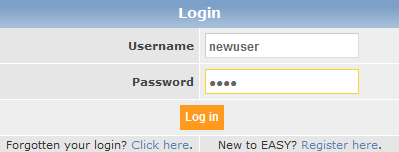 Login
Username newuser
Password ••••
Log in
Forgotten your login? Click here. New to EASY? Register here.